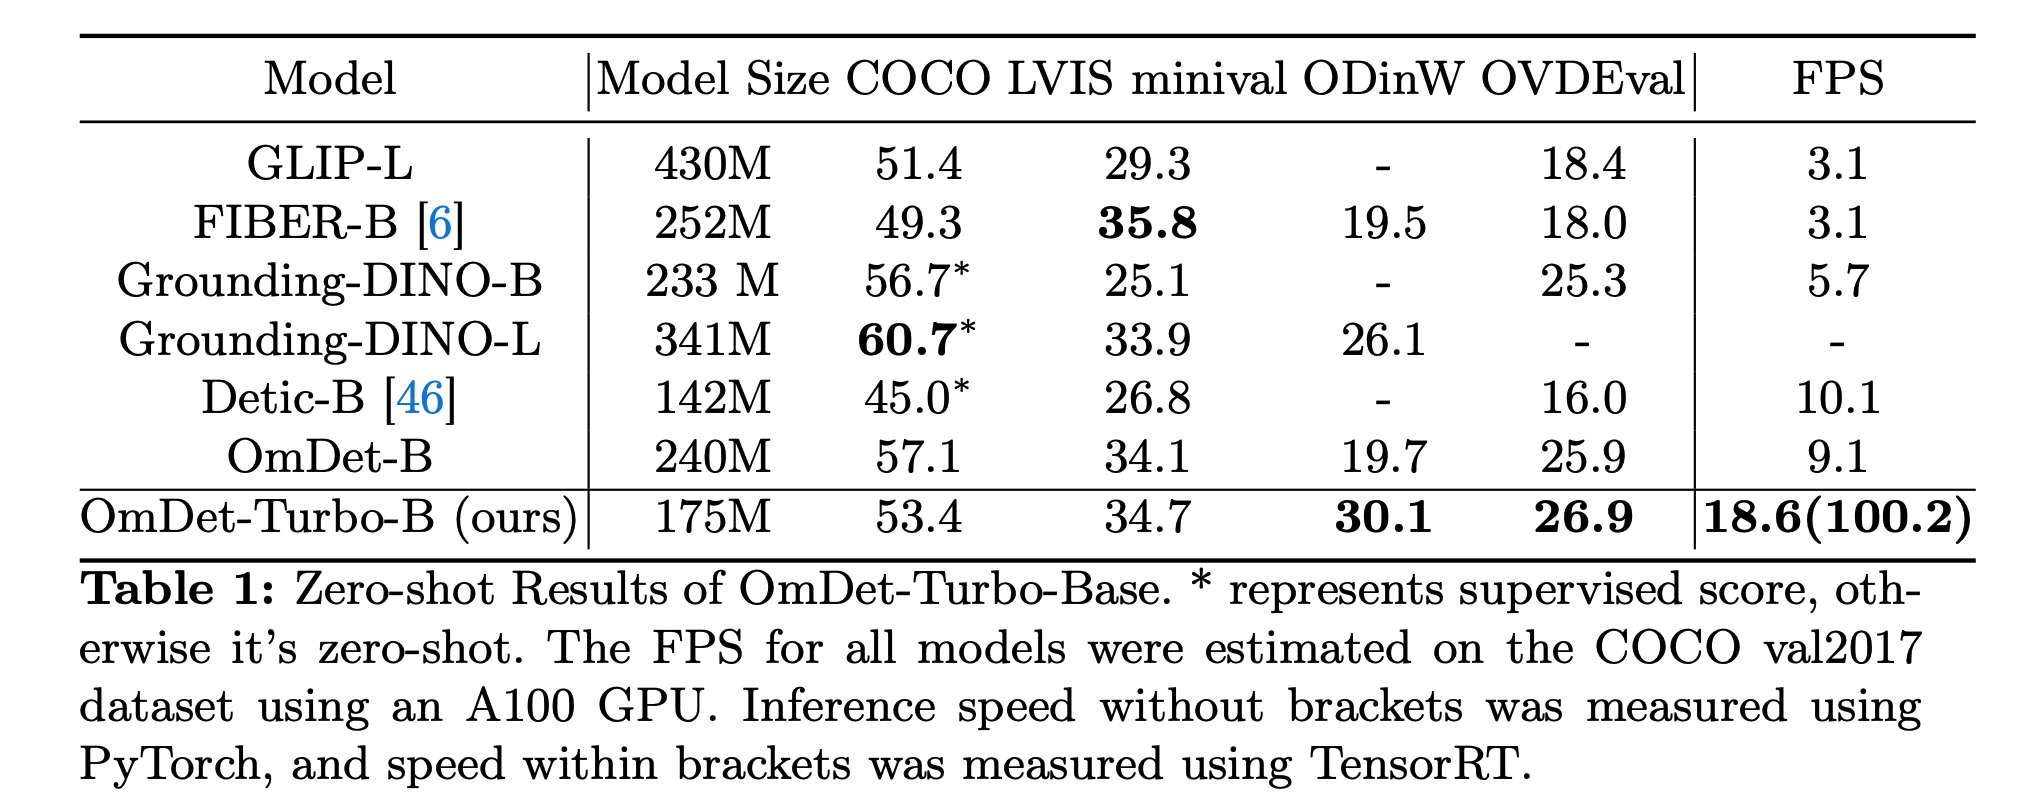 Model Model Size COCO LVIS minival ODinW OVDEval FPS
GLIP-L 430M 51.4 29.3 - 18.4 3.1
FIBER-B [6] 252M 49.3 35.8 19.5 18.0 3.1
Grounding-DINO-B 233 M 56.7* 25.1 - 25.3 5.7
Grounding-DINO-L 341M 60.7* 33.9 26.1 - -
Detic-B [46] 142M 45.0* 26.8 - 16.0 10.1
OmDet-B 240M 57.1 34.1 19.7 25.9 9.1
OmDet-Turbo-B (ours) 175M 53.4 34.7 30.1 26.9 18.6(100.2)
Table 1: Zero-shot Results of OmDet-Turbo-Base. * represents supervised score, oth-
erwise it's zero-shot. The FPS for all models were estimated on the COCO val2017
dataset using an A100 GPU. Inference speed without brackets was measured using
PyTorch, and speed within brackets was measured using TensorRT.